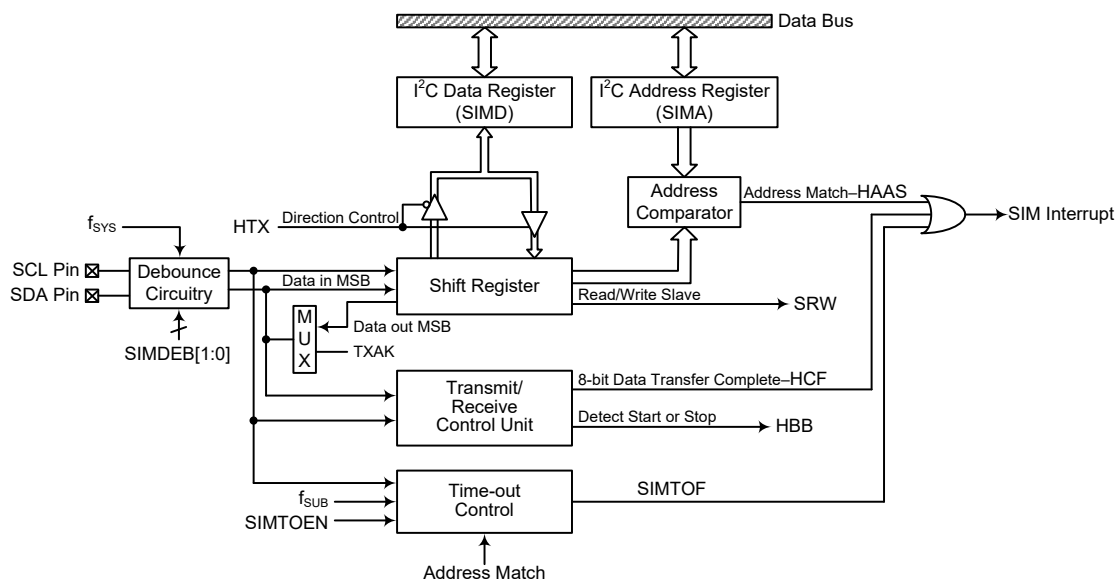 Data Bus
I²C Data Register
(SIMD)
I²C Address Register
(SIMA)
Address
Comparator
Address Match–HAAS
SIM Interrupt
HTX
Direction Control
fSYS
SCL Pin
SDA Pin
Debounce
Circuitry
SIMDEB[1:0]
Data in MSB
Shift Register
Read/Write Slave
SRW
M
U
X
Data out MSB
TXAK
Transmit/
Receive
Control Unit
8-bit Data Transfer Complete–HCF
Detect Start or Stop
HBB
fSUB
SIMTOEN
Time-out
Control
SIMTOF
Address Match